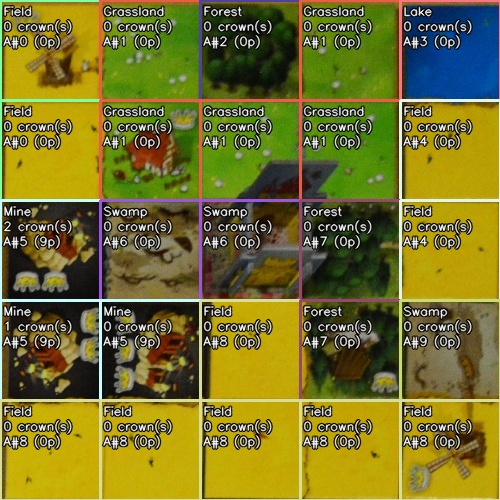 Field
0 crown(s)
A#0 (0p)
Grassland
0 crown(s)
A#1 (0p)
Forest
0 crown(s)
A#2 (0p)
Grassland
0 crown(s)
A#1 (0p)
Lake
0 crown(s)
A#3 (0p)
Field
0 crown(s)
A#0 (0p)
Grassland
0 crown(s)
A#1 (0p)
Grassland
0 crown(s)
A#1 (0p)
Grassland
0 crown(s)
A#1 (0p)
Field
0 crown(s)
A#4 (0p)
Mine
2 crown(s)
A#5 (9p)
Swamp
0 crown(s)
A#6 (0p)
Swamp
0 crown(s)
A#6 (0p)
Forest
0 crown(s)
A#7 (0p)
Field
0 crown(s)
A#4 (0p)
Mine
1 crown(s)
A#5 (9p)
Mine
0 crown(s)
A#5 (9p)
Field
0 crown(s)
A#8 (0p)
Forest
0 crown(s)
A#7 (0p)
Swamp
0 crown(s)
A#9 (0p)
Field
0 crown(s)
A#8 (0p)
Field
0 crown(s)
A#8 (0p)
Field
0 crown(s)
A#8 (0p)
Field
0 crown(s)
A#8 (0p)
Field
0 crown(s)
A#8 (0p)